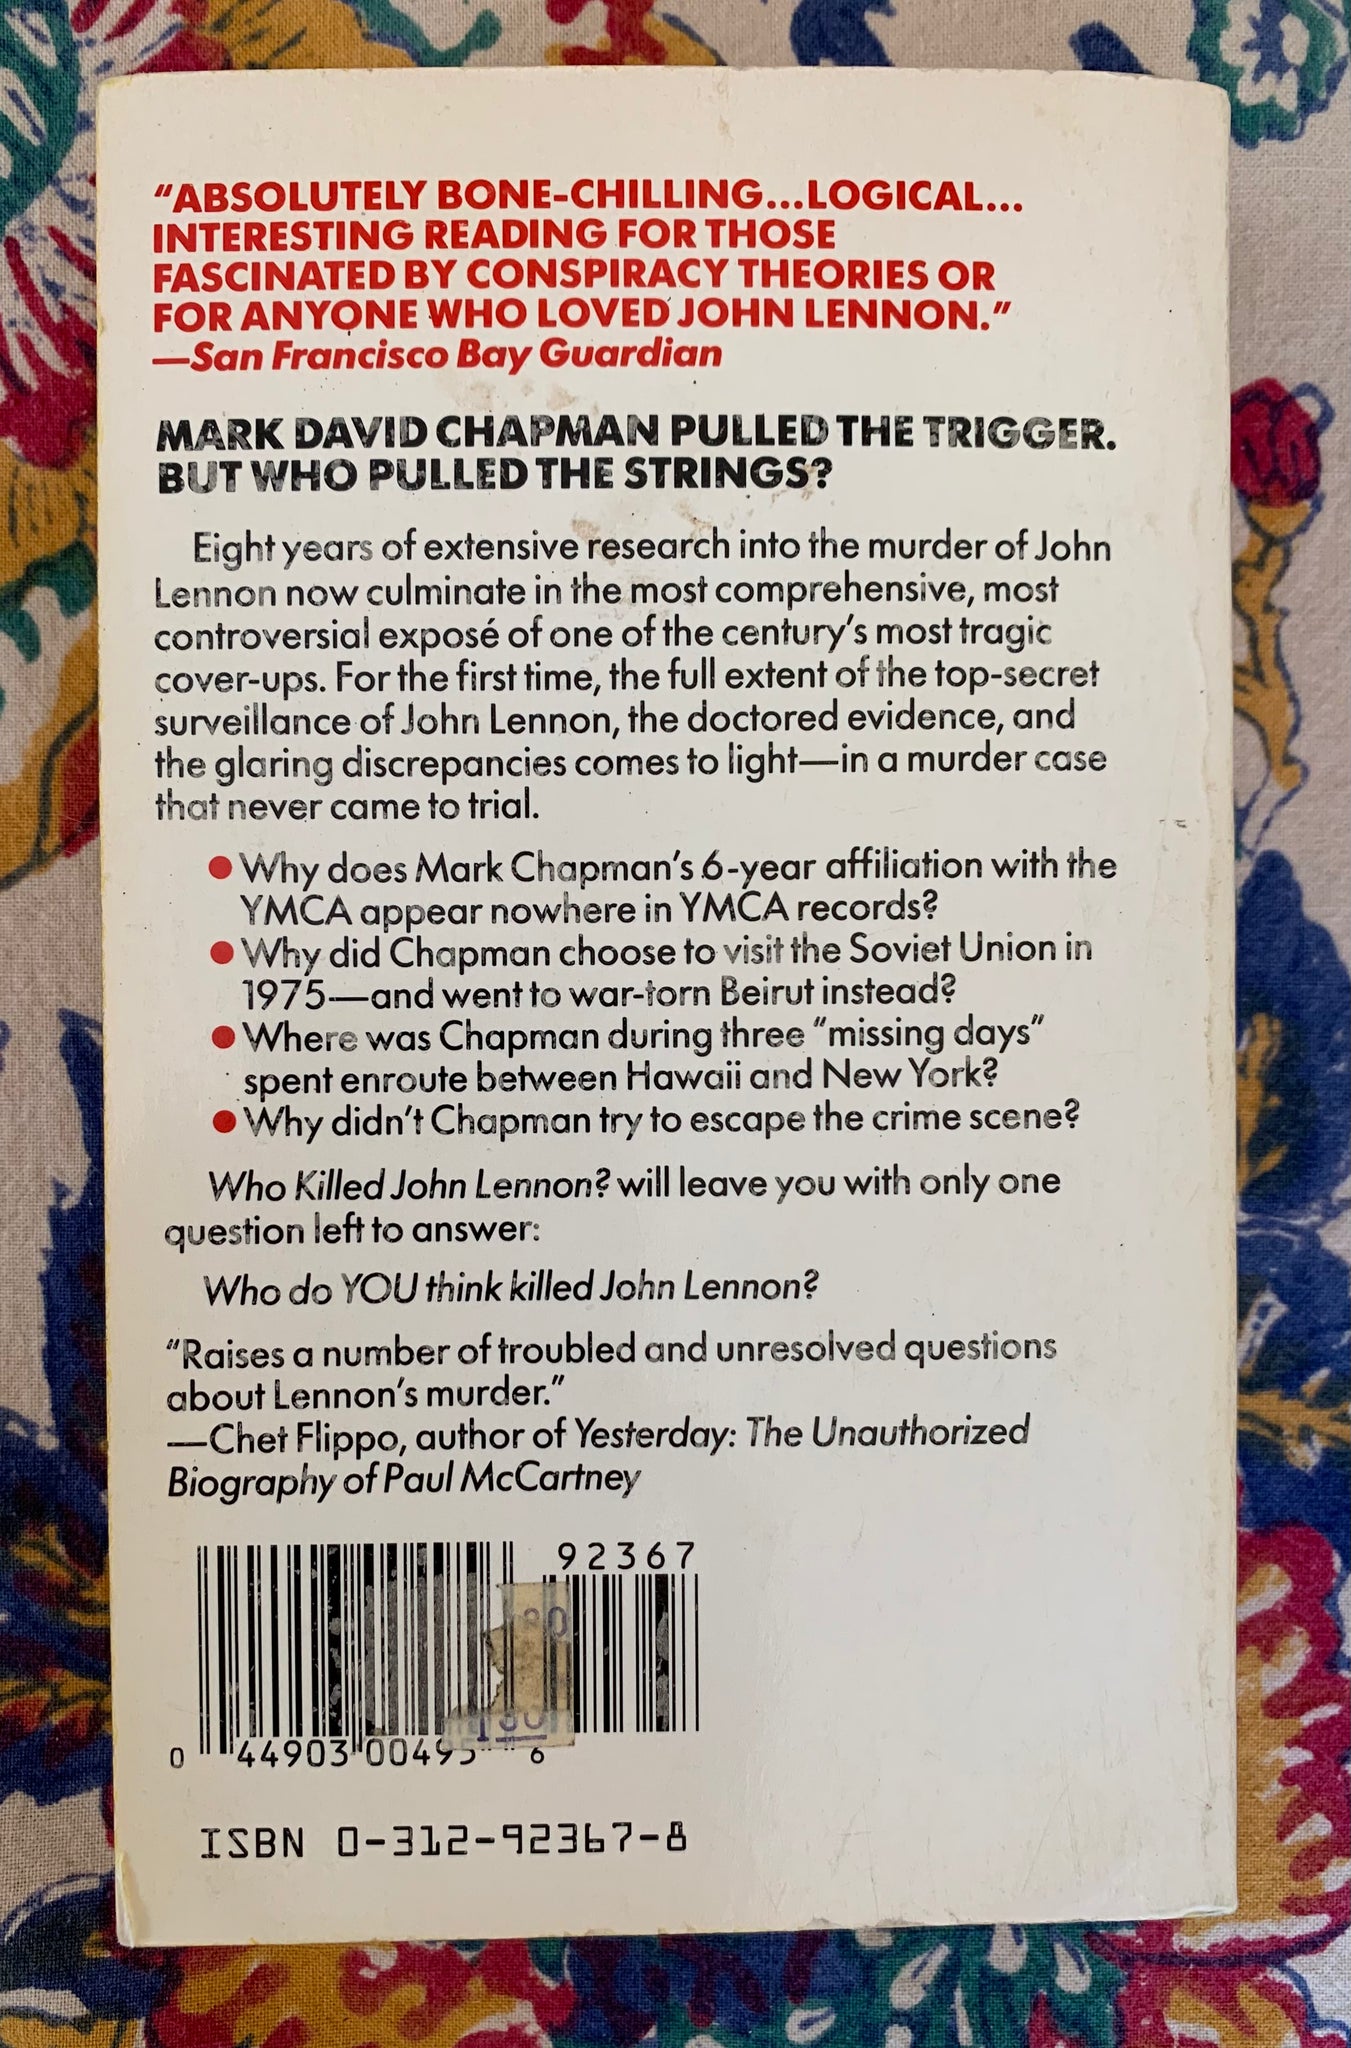 “ABSOLUTELY BONE-CHILLING...LOGICAL...
INTERESTING READING FOR THOSE
FASCINATED BY CONSPIRACY THEORIES OR
FOR ANYONE WHO LOVED JOHN LENNON.”
—San Francisco Bay Guardian
MARK DAVID CHAPMAN PULLED THE TRIGGER.
BUT WHO PULLED THE STRINGS?
Eight years of extensive research into the murder of John
Lennon now culminate in the most comprehensive, most
controversial exposé of one of the century’s most tragic
cover-ups. For the first time, the full extent of the top-secret
surveillance of John Lennon, the doctored evidence, and
the glaring discrepancies comes to light—in a murder case
that never came to trial.
● Why does Mark Chapman’s 6-year affiliation with the
YMCA appear nowhere in YMCA records?
● Why did Chapman choose to visit the Soviet Union in
1975—and went to war-torn Beirut instead?
● Where was Chapman during three “missing days”
spent enroute between Hawaii and New York?
● Why didn’t Chapman try to escape the crime scene?
Who Killed John Lennon? will leave you with only one
question left to answer:
Who do YOU think killed John Lennon?
“Raises a number of troubled and unresolved questions
about Lennon’s murder.”
—Chet Flippo, author of Yesterday: The Unauthorized
Biography of Paul McCartney
92367
0 44903 00495 6
ISBN 0-312-92367-8